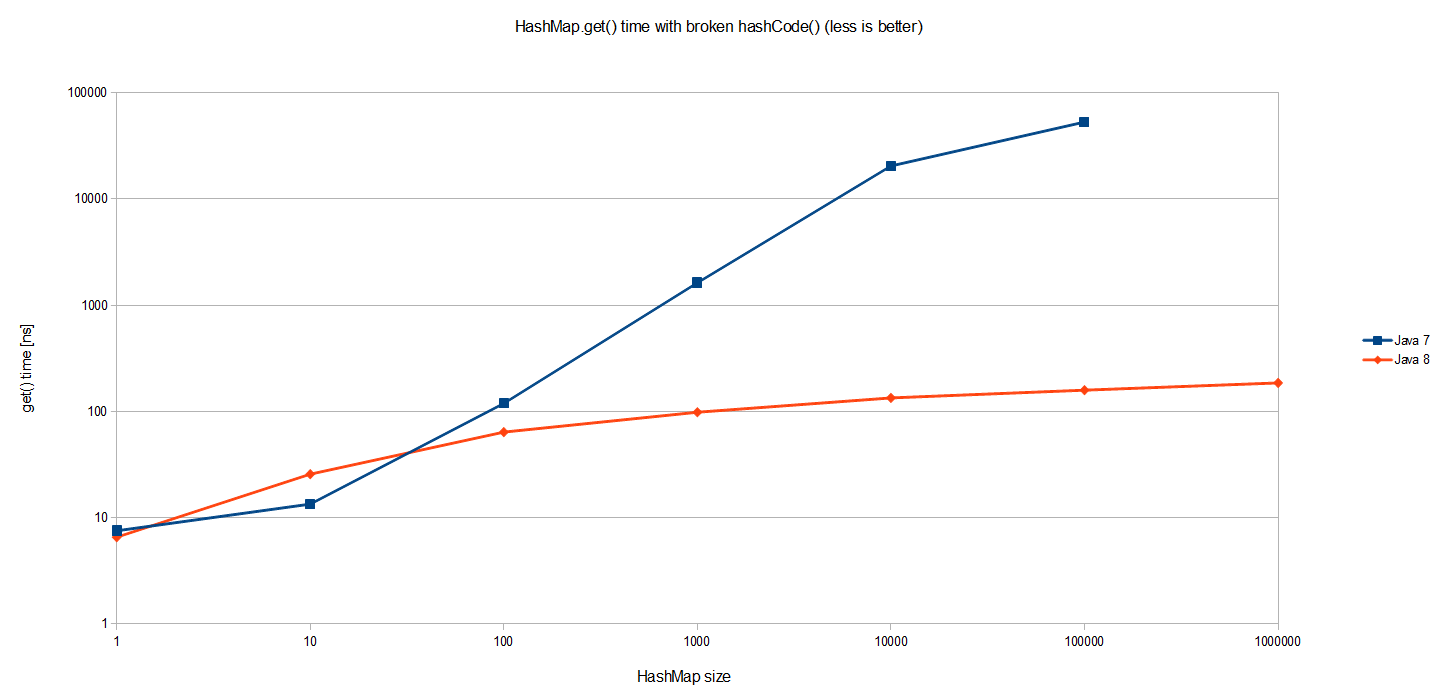 HashMap.get() time with broken hashCode() (less is better)
100000
10000
1000
100
10
1
get() time [ns]
1
10
100
1000
10000
100000
1000000
HashMap size
Java 7
Java 8